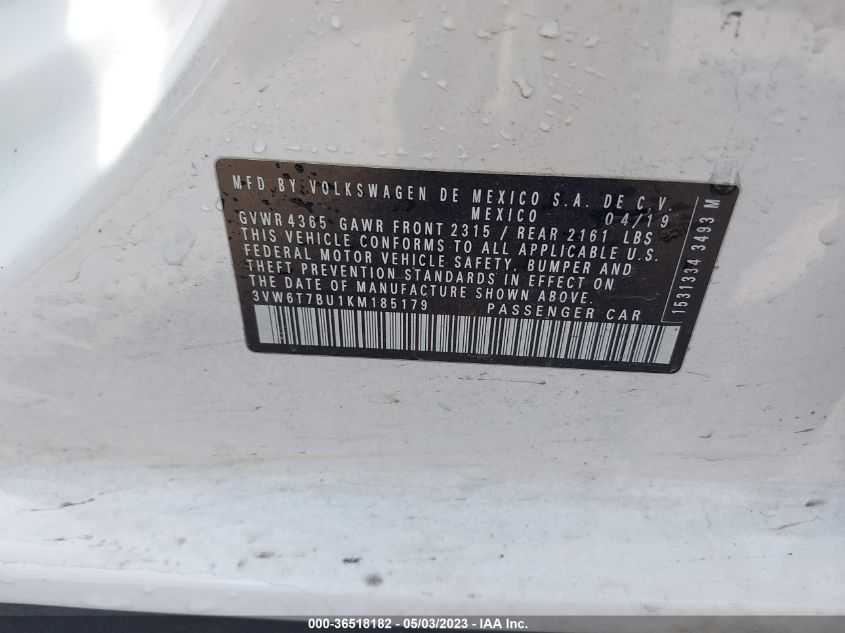 MFD BY VOLKSWAGEN DE MEXICO S.A. DE C.V.
MEXICO 04/19
GVWR 4365 GAWR FRONT 2315 / REAR 2161 LBS
THIS VEHICLE CONFORMS TO ALL APPLICABLE U.S.
FEDERAL MOTOR VEHICLE SAFETY, BUMPER AND
THEFT PREVENTION STANDARDS IN EFFECT ON
THE DATE OF MANUFACTURE SHOWN ABOVE.
3VW6T7BU1KM185179 PASSENGER CAR
1531334 3493 M
000-36518182 - 05/03/2023 - IAA Inc.